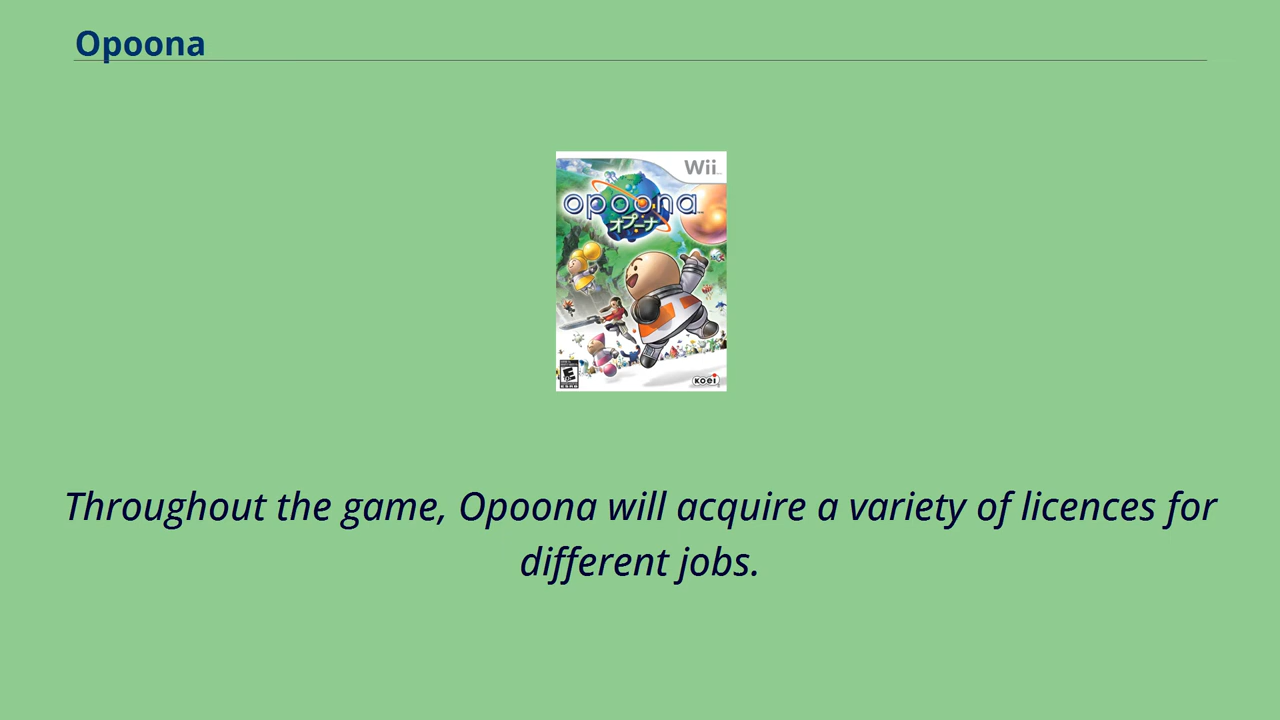 Opoona
Wii
opoona
オプーナ
E
KOEI
Throughout the game, Opoona will acquire a variety of licences for
different jobs.